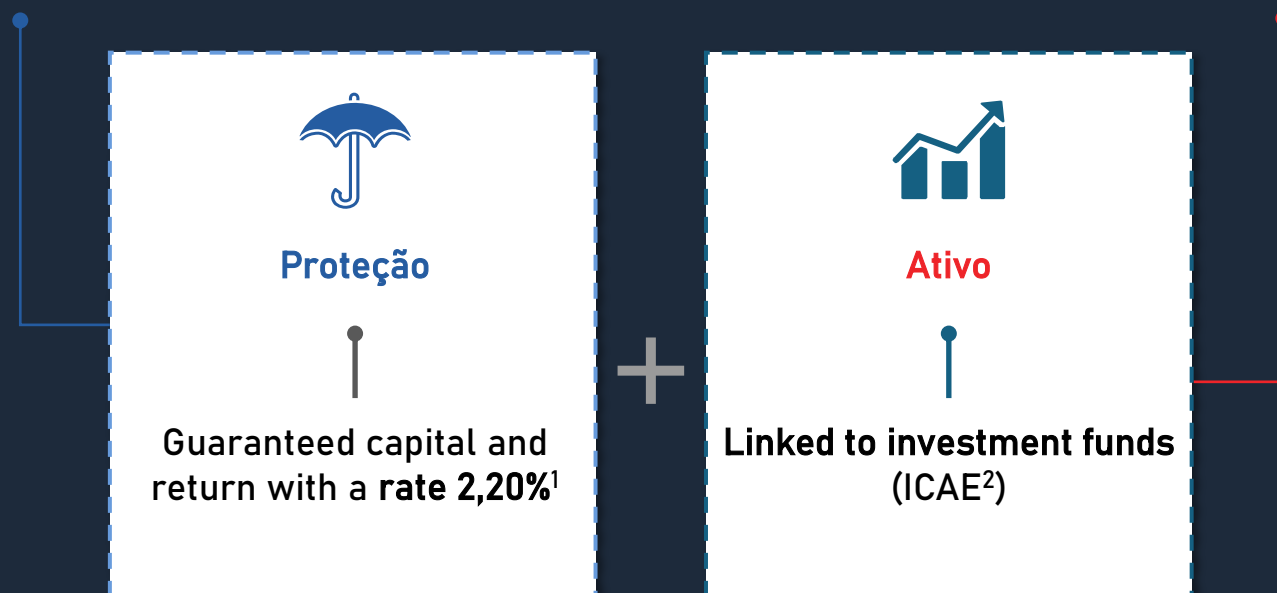 Proteção
Guaranteed capital and
return with a rate 2,20%¹
+
Ativo
Linked to investment funds
(ICAE²)